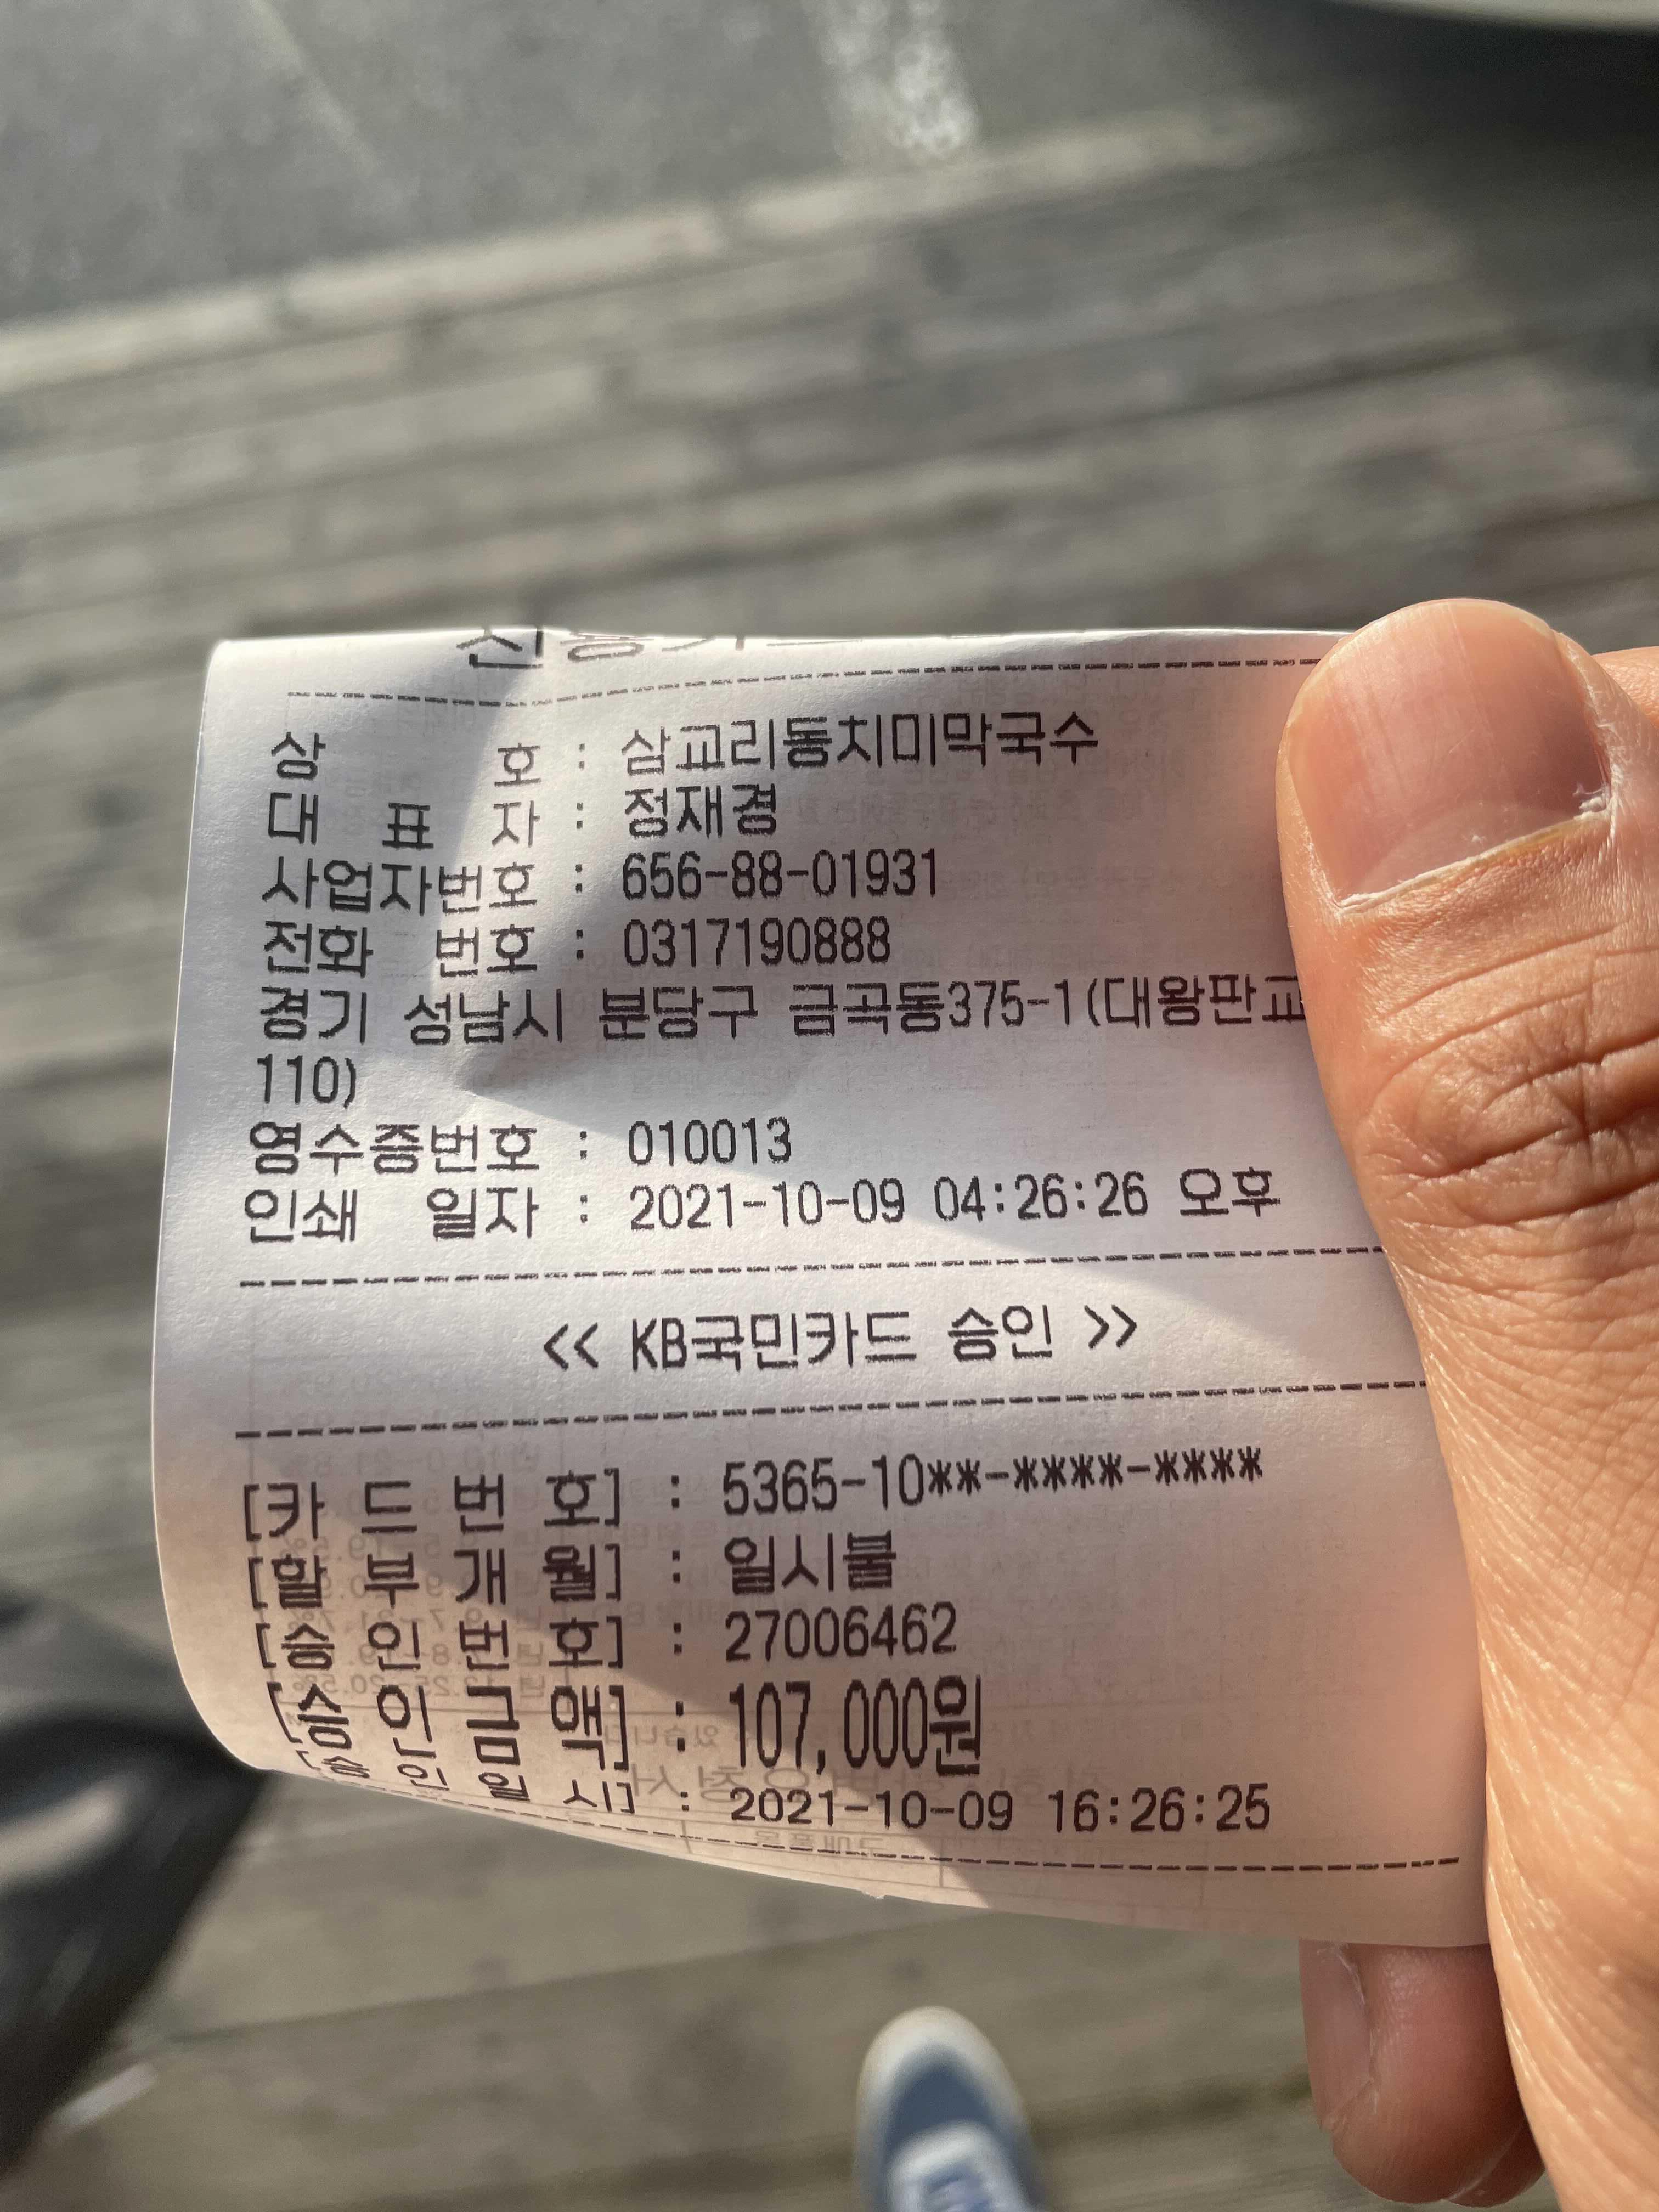 상 호 : 삼교리동치미막국수
대 표 자 : 정재경
사업자번호 : 656-88-01931
전화 번호 : 0317190888
경기 성남시 분당구 금곡동375-1(대왕판교
110)
영수증번호 : 010013
인쇄 일자 : 2021-10-09 04:26:26 오후
<< KB국민카드 승인 >>
[카 드 번 호] : 5365-10**-****-****
[할 부 개 월] : 일시불
[승 인 번 호] : 27006462
[승 인 금 액] : 107,000원
[승 인 일 시] : 2021-10-09 16:26:25